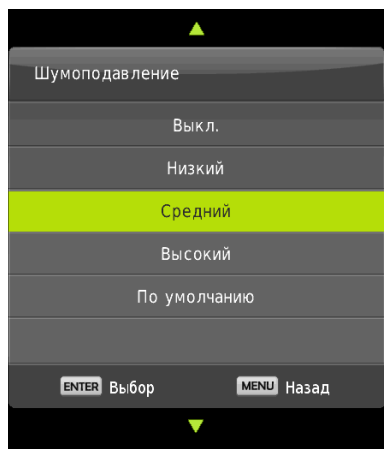 Шумоподавление
Выкл.
Низкий
Средний
Высокий
По умолчанию
ENTER Выбор MENU Назад